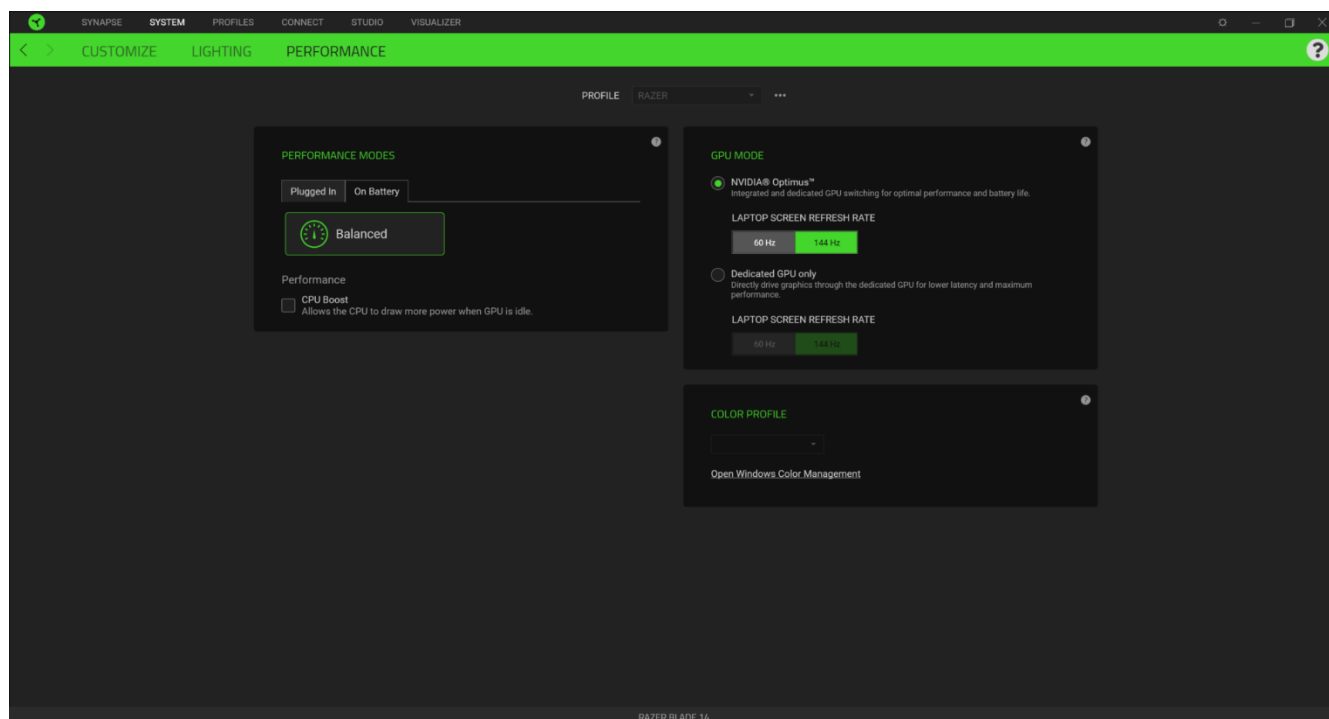 SYNAPSE SYSTEM PROFILES CONNECT STUDIO VISUALIZER
CUSTOMIZE LIGHTING PERFORMANCE
?
PROFILE RAZER
PERFORMANCE MODES
?
Plugged In On Battery
Balanced
Performance
CPU Boost
Allows the CPU to draw more power when GPU is idle.
GPU MODE
?
NVIDIA® Optimus™
Integrated and dedicated GPU switching for optimal performance and battery life.
LAPTOP SCREEN REFRESH RATE
60 Hz 144 Hz
Dedicated GPU only
Directly drive graphics through the dedicated GPU for lower latency and maximum
performance.
LAPTOP SCREEN REFRESH RATE
60 Hz 144 Hz
COLOR PROFILE
?
Open Windows Color Management
RAZER BLADE 14